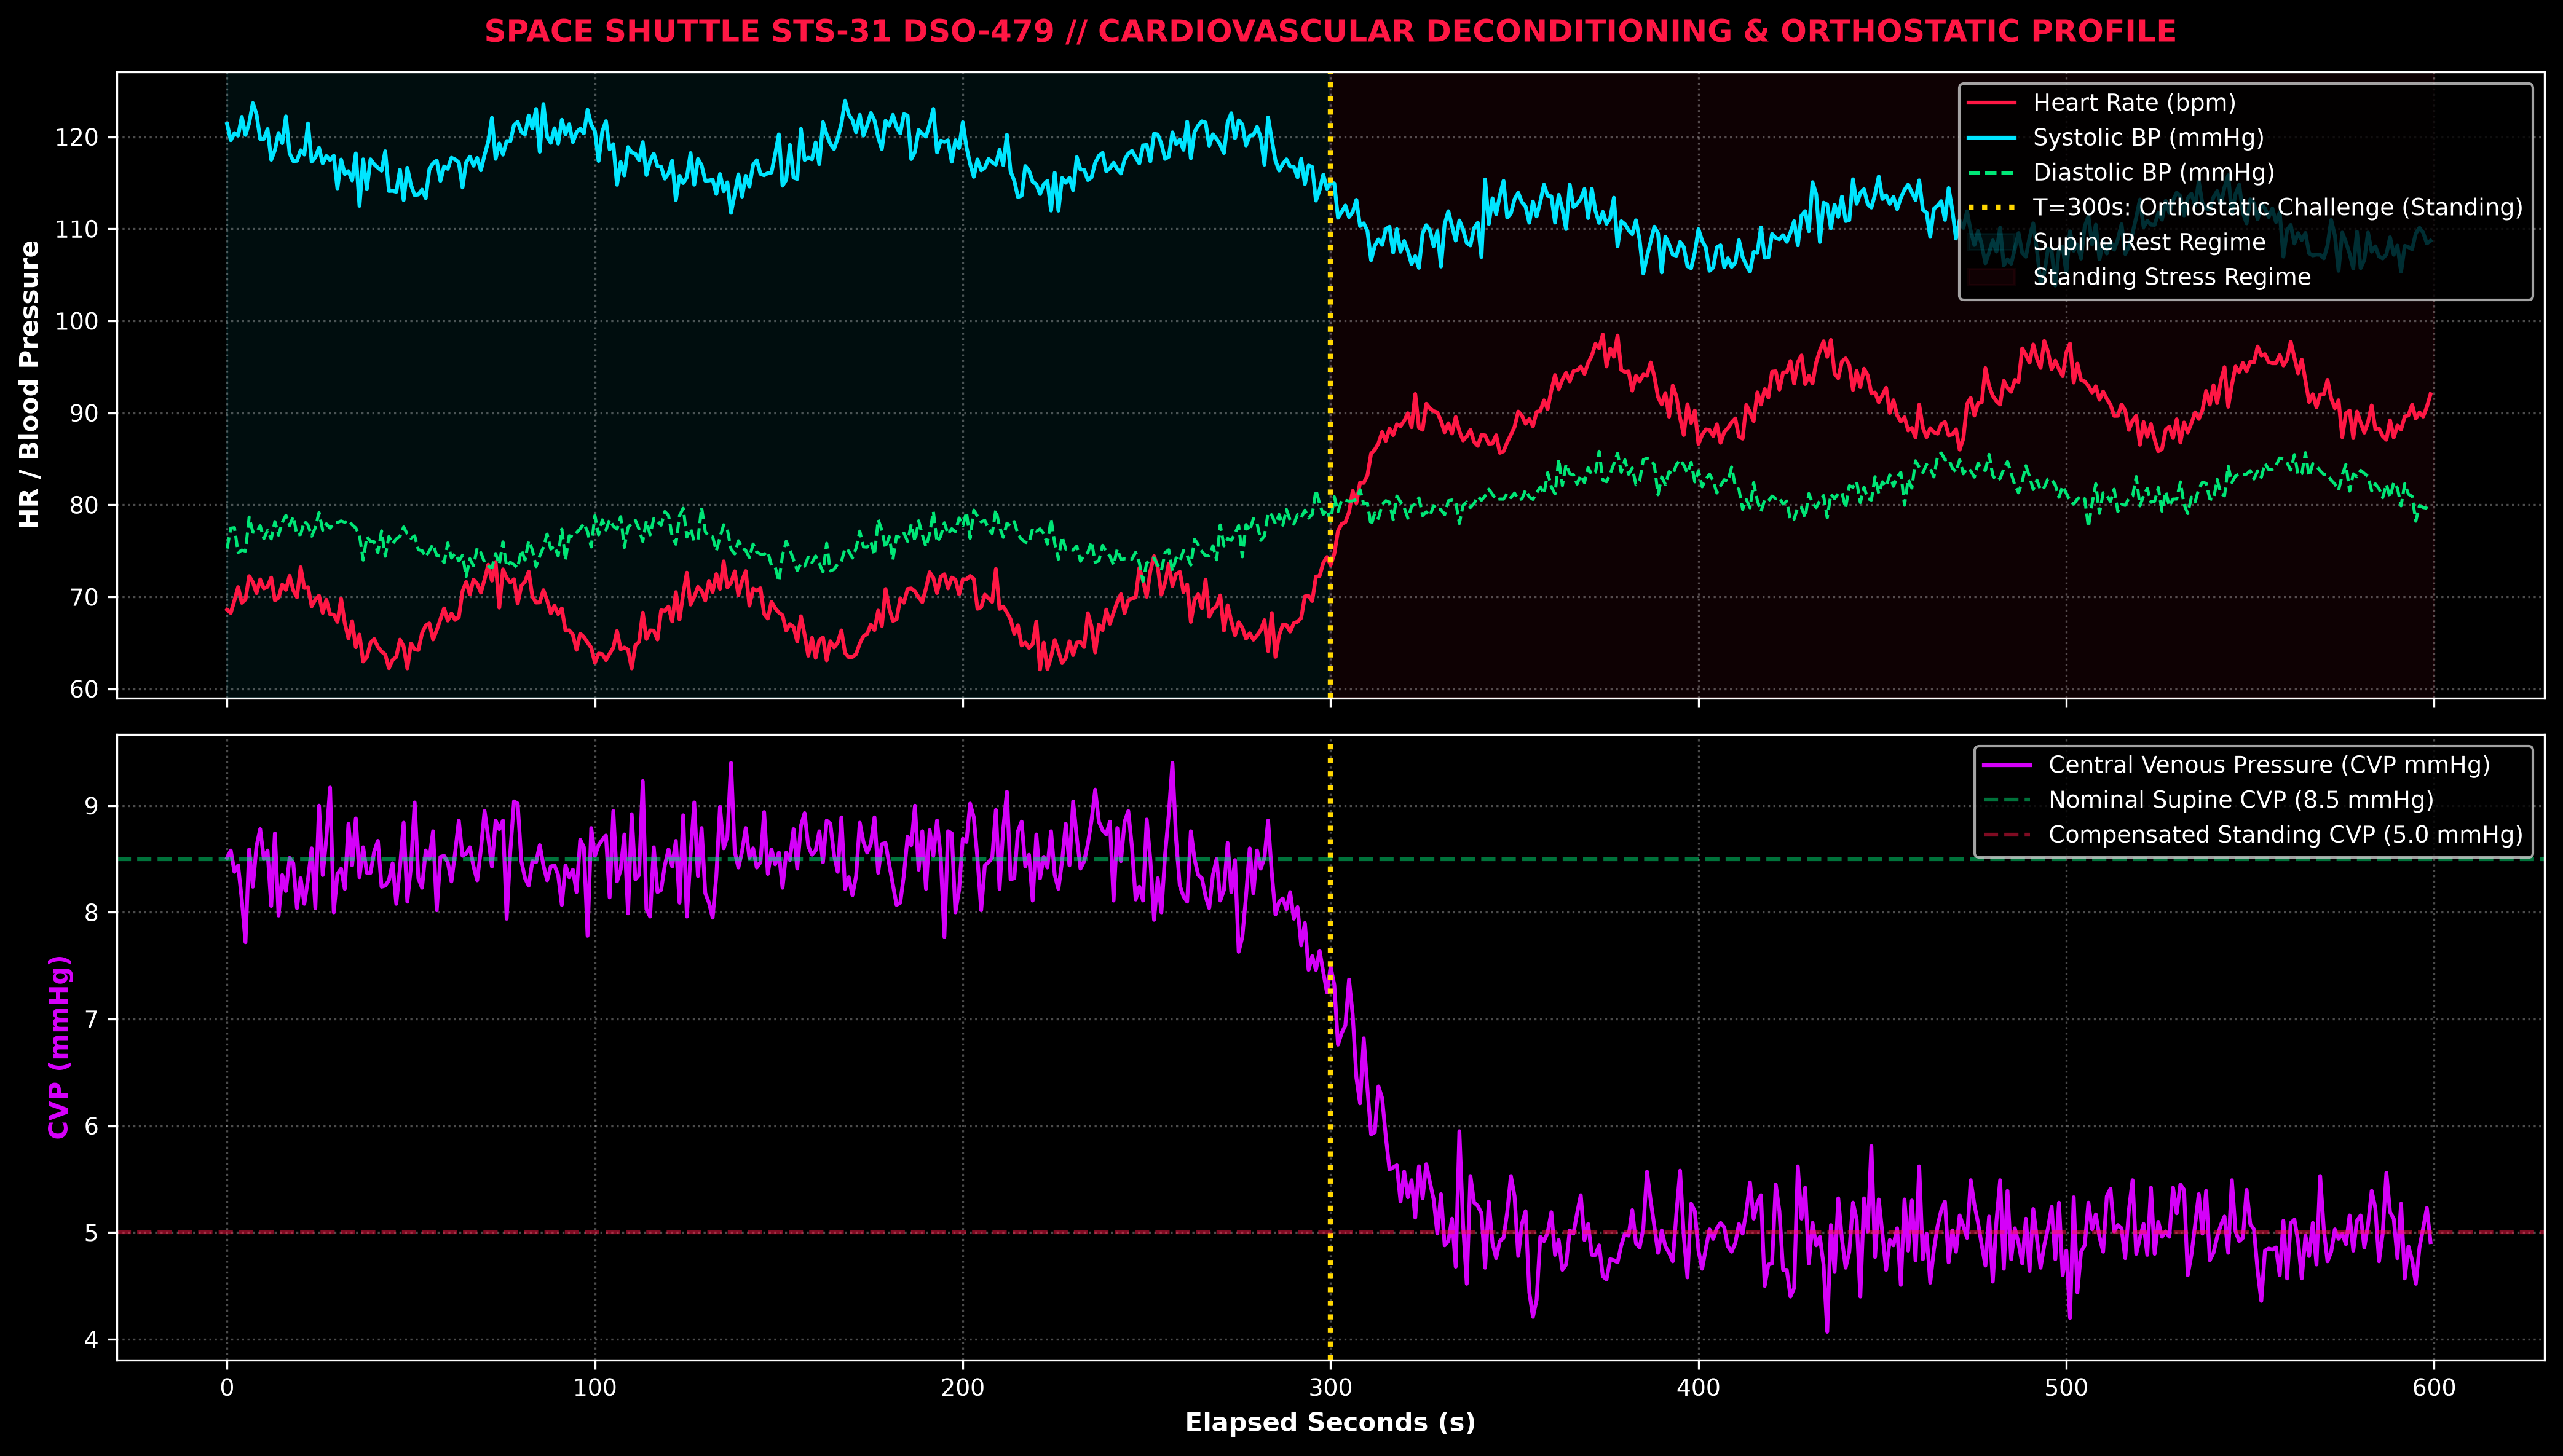 SPACE SHUTTLE STS-31 DSO-479 // CARDIOVASCULAR DECONDITIONING & ORTHOSTATIC PROFILE
HR / Blood Pressure
120
110
100
90
80
70
60
Heart Rate (bpm)
Systolic BP (mmHg)
Diastolic BP (mmHg)
T=300s: Orthostatic Challenge (Standing)
Supine Rest Regime
Standing Stress Regime
CVP (mmHg)
9
8
7
6
5
4
Central Venous Pressure (CVP mmHg)
Nominal Supine CVP (8.5 mmHg)
Compensated Standing CVP (5.0 mmHg)
0 100 200 300 400 500 600
Elapsed Seconds (s)